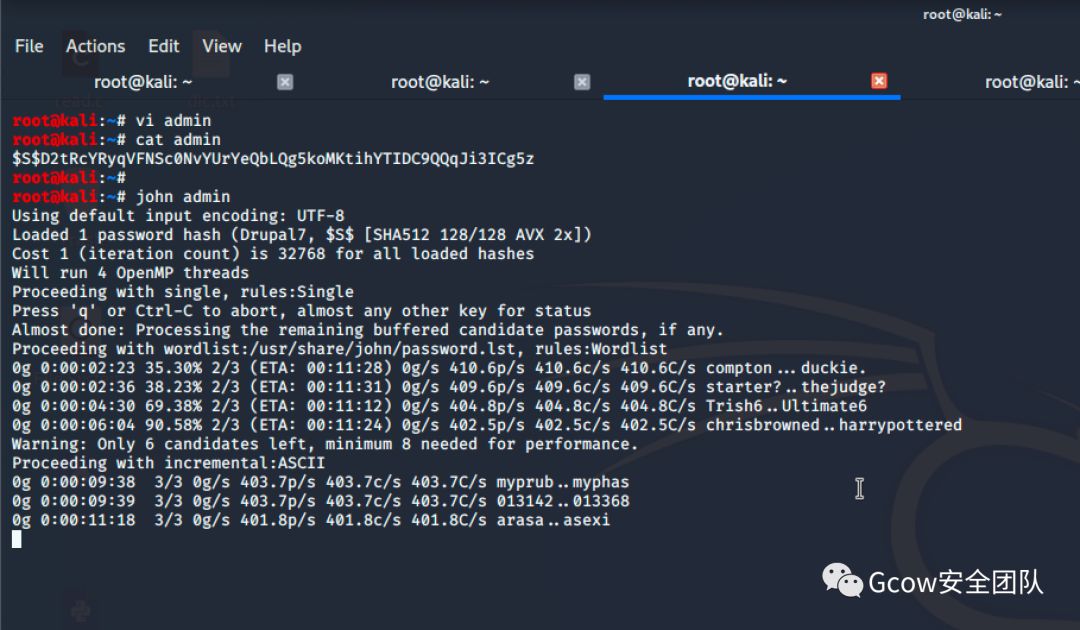 root@kali: ~
File Actions Edit View Help
root@kali: ~ root@kali: ~ root@kali: ~ root@kali: ~
root@kali:~# vi admin
root@kali:~# cat admin
$S$D2tRcYRyqVFNSc0NvYUrYeQbLQg5koMKtihYTIDC9QQqJi3ICg5z
root@kali:~#
root@kali:~# john admin
Using default input encoding: UTF-8
Loaded 1 password hash (Drupal7, $S$ [SHA512 128/128 AVX 2x])
Cost 1 (iteration count) is 32768 for all loaded hashes
Will run 4 OpenMP threads
Proceeding with single, rules:Single
Press 'q' or Ctrl-C to abort, almost any other key for status
Almost done: Processing the remaining buffered candidate passwords, if any.
Proceeding with wordlist:/usr/share/john/password.lst, rules:Wordlist
0g 0:00:02:23 35.30% 2/3 (ETA: 00:11:28) 0g/s 410.6p/s 410.6c/s 410.6C/s compton...duckie.
0g 0:00:02:36 38.23% 2/3 (ETA: 00:11:31) 0g/s 409.6p/s 409.6c/s 409.6C/s starter?..thejudge?
0g 0:00:04:30 69.38% 2/3 (ETA: 00:11:12) 0g/s 404.8p/s 404.8c/s 404.8C/s Trish6..Ultimate6
0g 0:00:06:04 90.58% 2/3 (ETA: 00:11:24) 0g/s 402.5p/s 402.5c/s 402.5C/s chrisbrowned..harrypottered
Warning: Only 6 candidates left, minimum 8 needed for performance.
Proceeding with incremental:ASCII
0g 0:00:09:38 3/3 0g/s 403.7p/s 403.7c/s 403.7C/s myprub..myphas
0g 0:00:09:39 3/3 0g/s 403.7p/s 403.7c/s 403.7C/s 013142..013368
0g 0:00:11:18 3/3 0g/s 401.8p/s 401.8c/s 401.8C/s arasa..asexi
Gcow安全团队